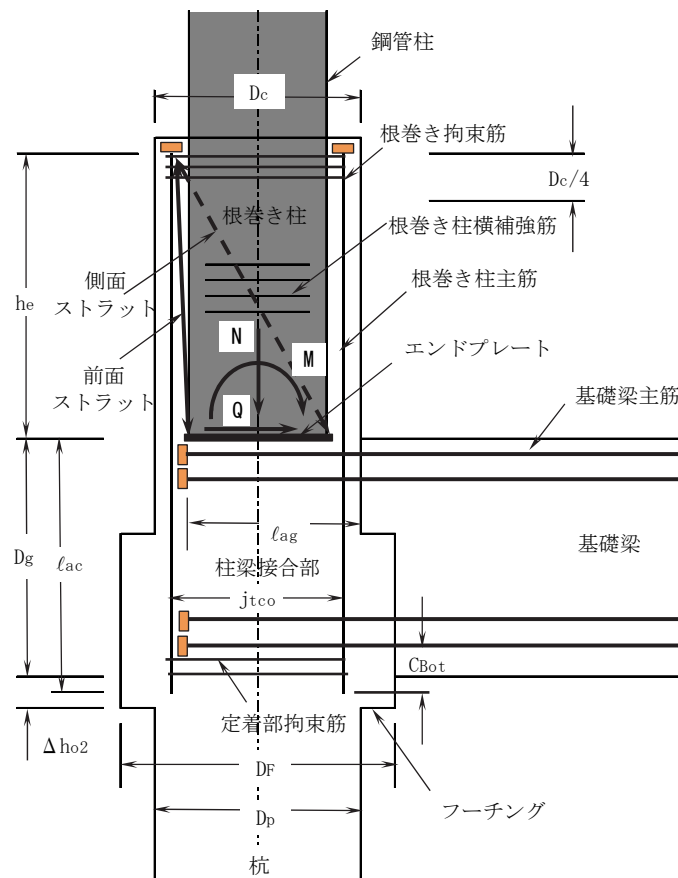 鋼管柱
Dc
根巻き拘束筋
Dc/4
根巻き柱
根巻き柱横補強筋
側面
ストラット
根巻き柱主筋
he
N
エンドプレート
M
前面
ストラット
Q
基礎梁主筋
ℓag
基礎梁
Dg
ℓac
柱梁接合部
jtco
CBot
定着部拘束筋
Δho2
DF
フーチング
Dp
杭